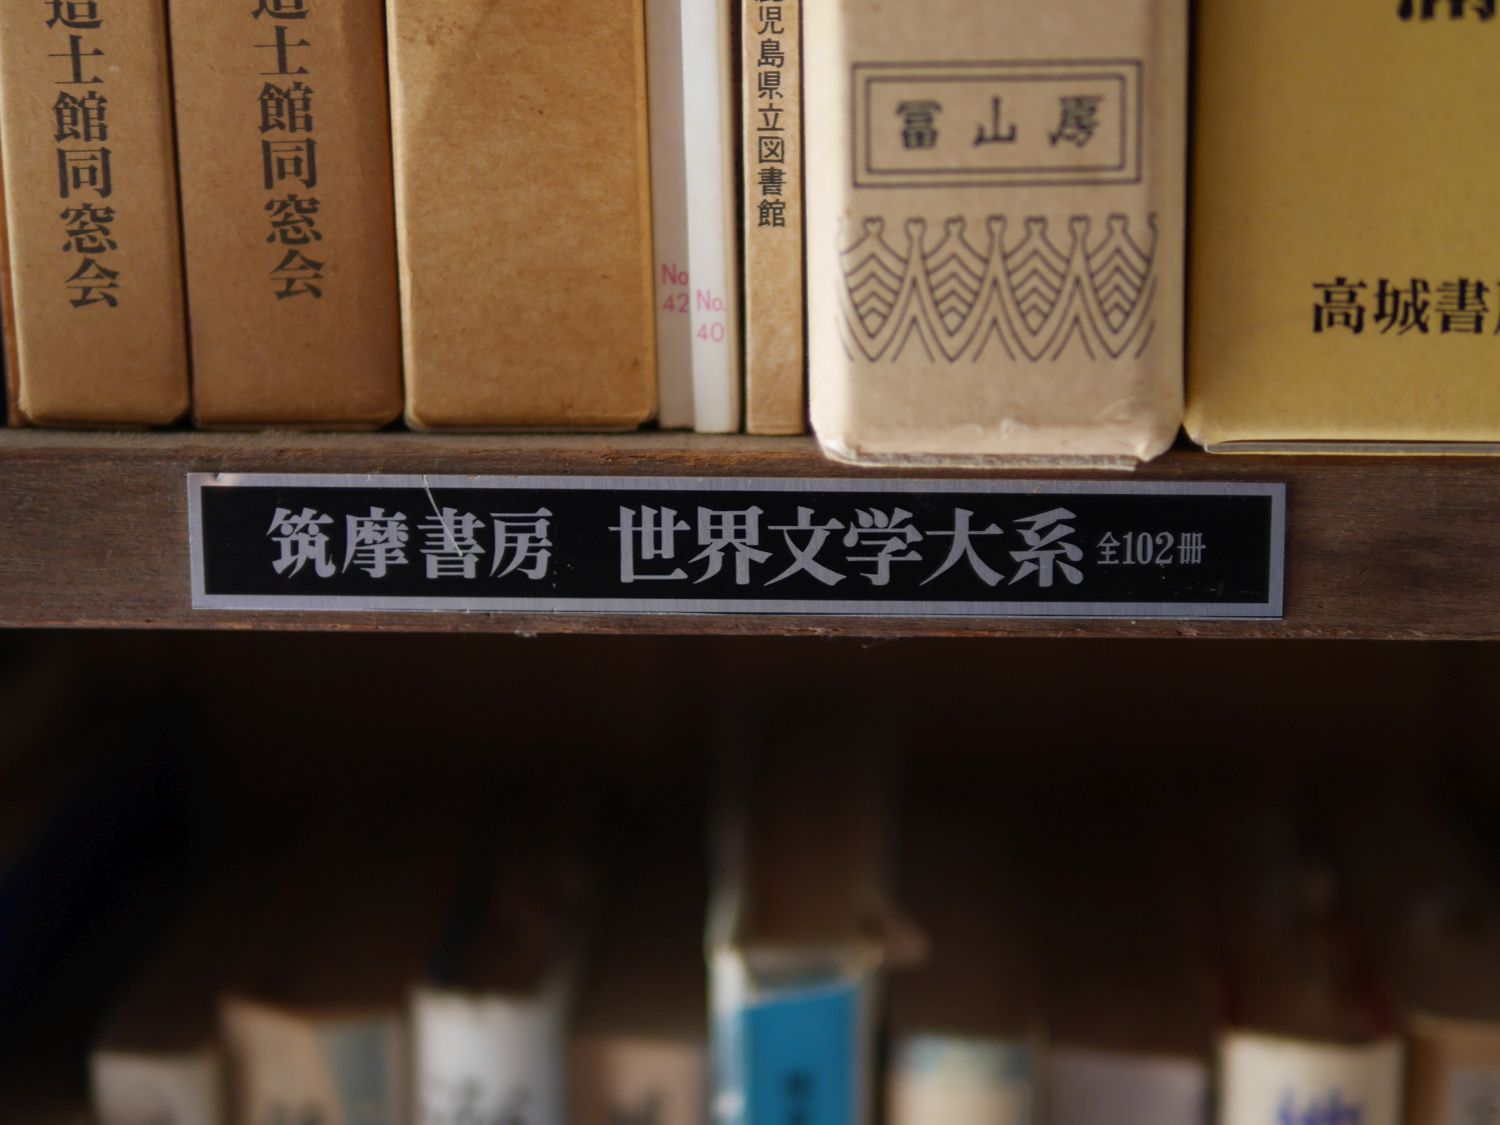 造士館同窓会
造士館同窓会
No
42
No.
40
鹿児島県立図書館
冨山房
高城書房
筑摩書房 世界文学大系 全102冊